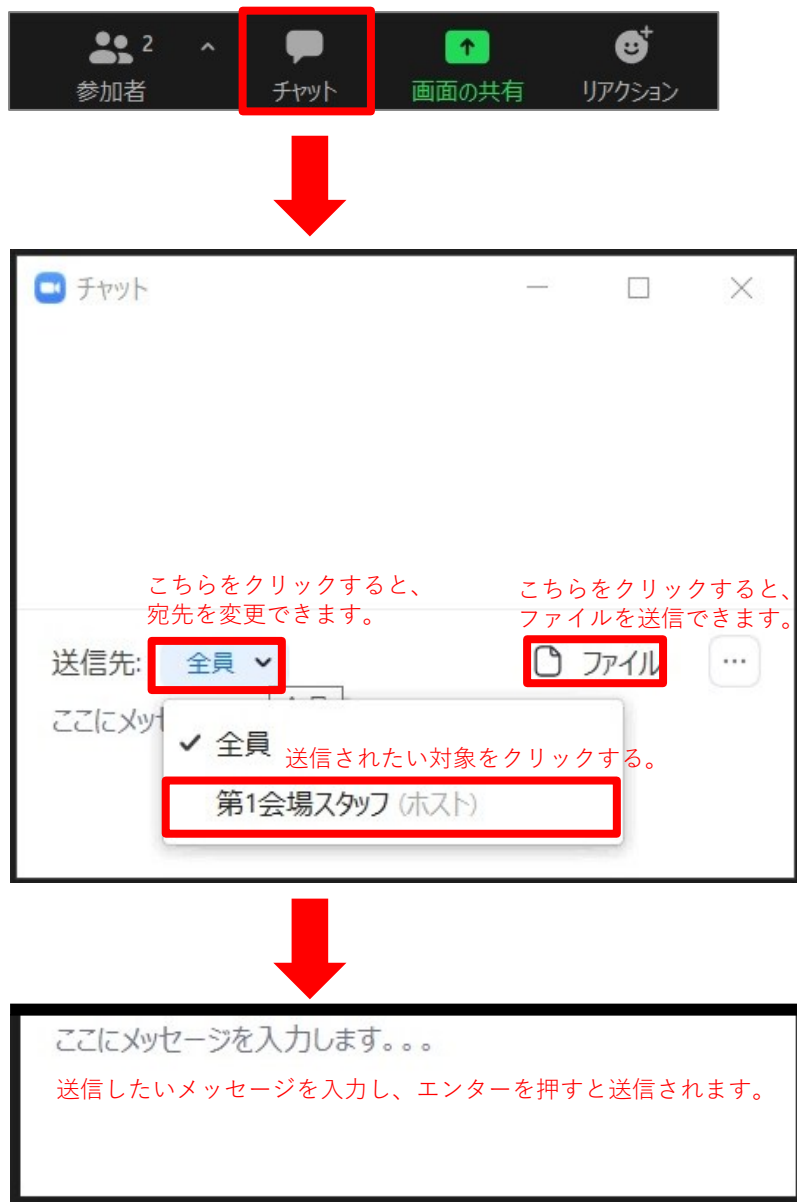 2
参加者 チャット 画面の共有 リアクション
チャット
こちらをクリックすると、
宛先を変更できます。
こちらをクリックすると、
ファイルを送信できます。
送信先: 全員 ファイル ...
ここにメッ
全員
送信されたい対象をクリックする。
第1会場スタッフ (ホスト)
ここにメッセージを入力します。。。
送信したいメッセージを入力し、エンターを押すと送信されます。